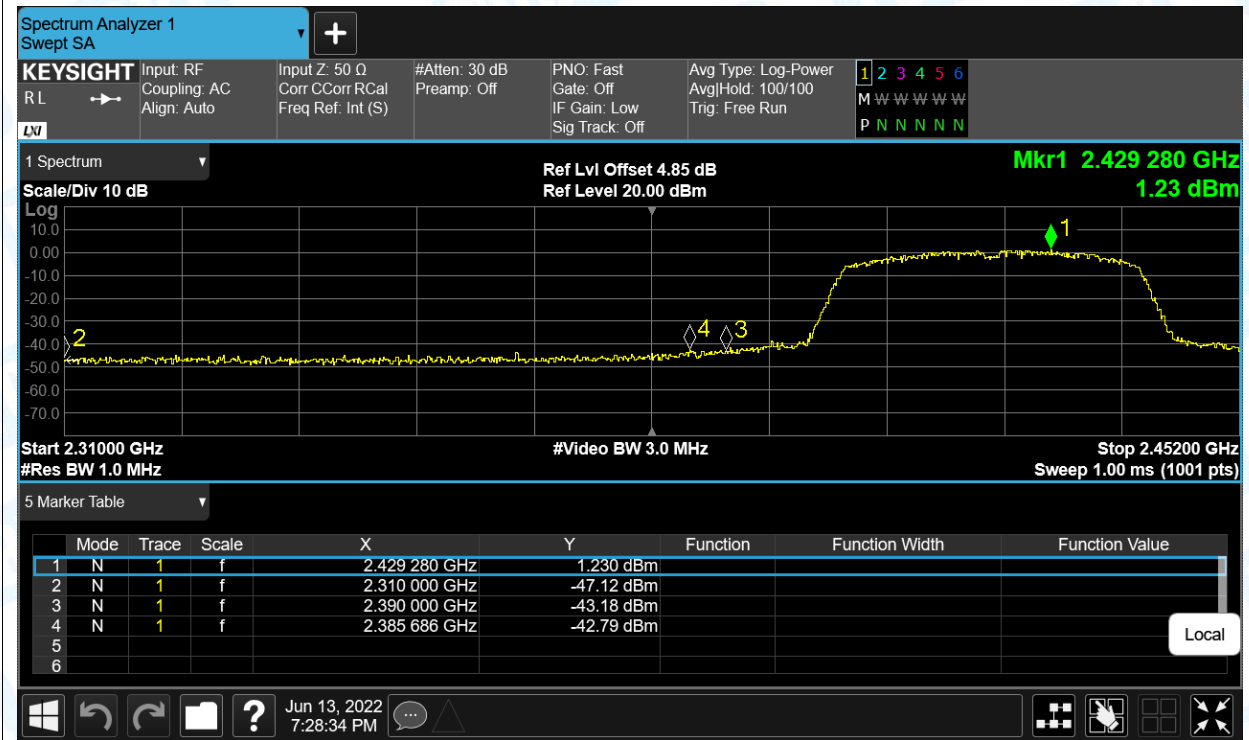 Spectrum Analyzer 1
Swept SA
+
KEYSIGHT Input: RF Input Z: 50 Ω #Atten: 30 dB PNO: Fast Avg Type: Log-Power 1 2 3 4 5 6
R L Coupling: AC Corr CCorr RCal Preamp: Off Gate: Off Avg|Hold: 100/100 M W W W W W
Align: Auto Freq Ref: Int (S) IF Gain: Low Trig: Free Run
LXI Sig Track: Off P N N N N N
1 Spectrum Ref Lvl Offset 4.85 dB Mkr1 2.429 280 GHz
Scale/Div 10 dB Ref Level 20.00 dBm 1.23 dBm
Log
10.0
0.00
-10.0
-20.0
-30.0
-40.0
-50.0
-60.0
-70.0
1
2
4
3
Start 2.31000 GHz #Video BW 3.0 MHz Stop 2.45200 GHz
#Res BW 1.0 MHz Sweep 1.00 ms (1001 pts)
5 Marker Table
Mode Trace Scale X Y Function Function Width Function Value
1 N 1 f 2.429 280 GHz 1.230 dBm
2 N 1 f 2.310 000 GHz -47.12 dBm
3 N 1 f 2.390 000 GHz -43.18 dBm
4 N 1 f 2.385 686 GHz -42.79 dBm
5
6
Local
? Jun 13, 2022
7:28:34 PM